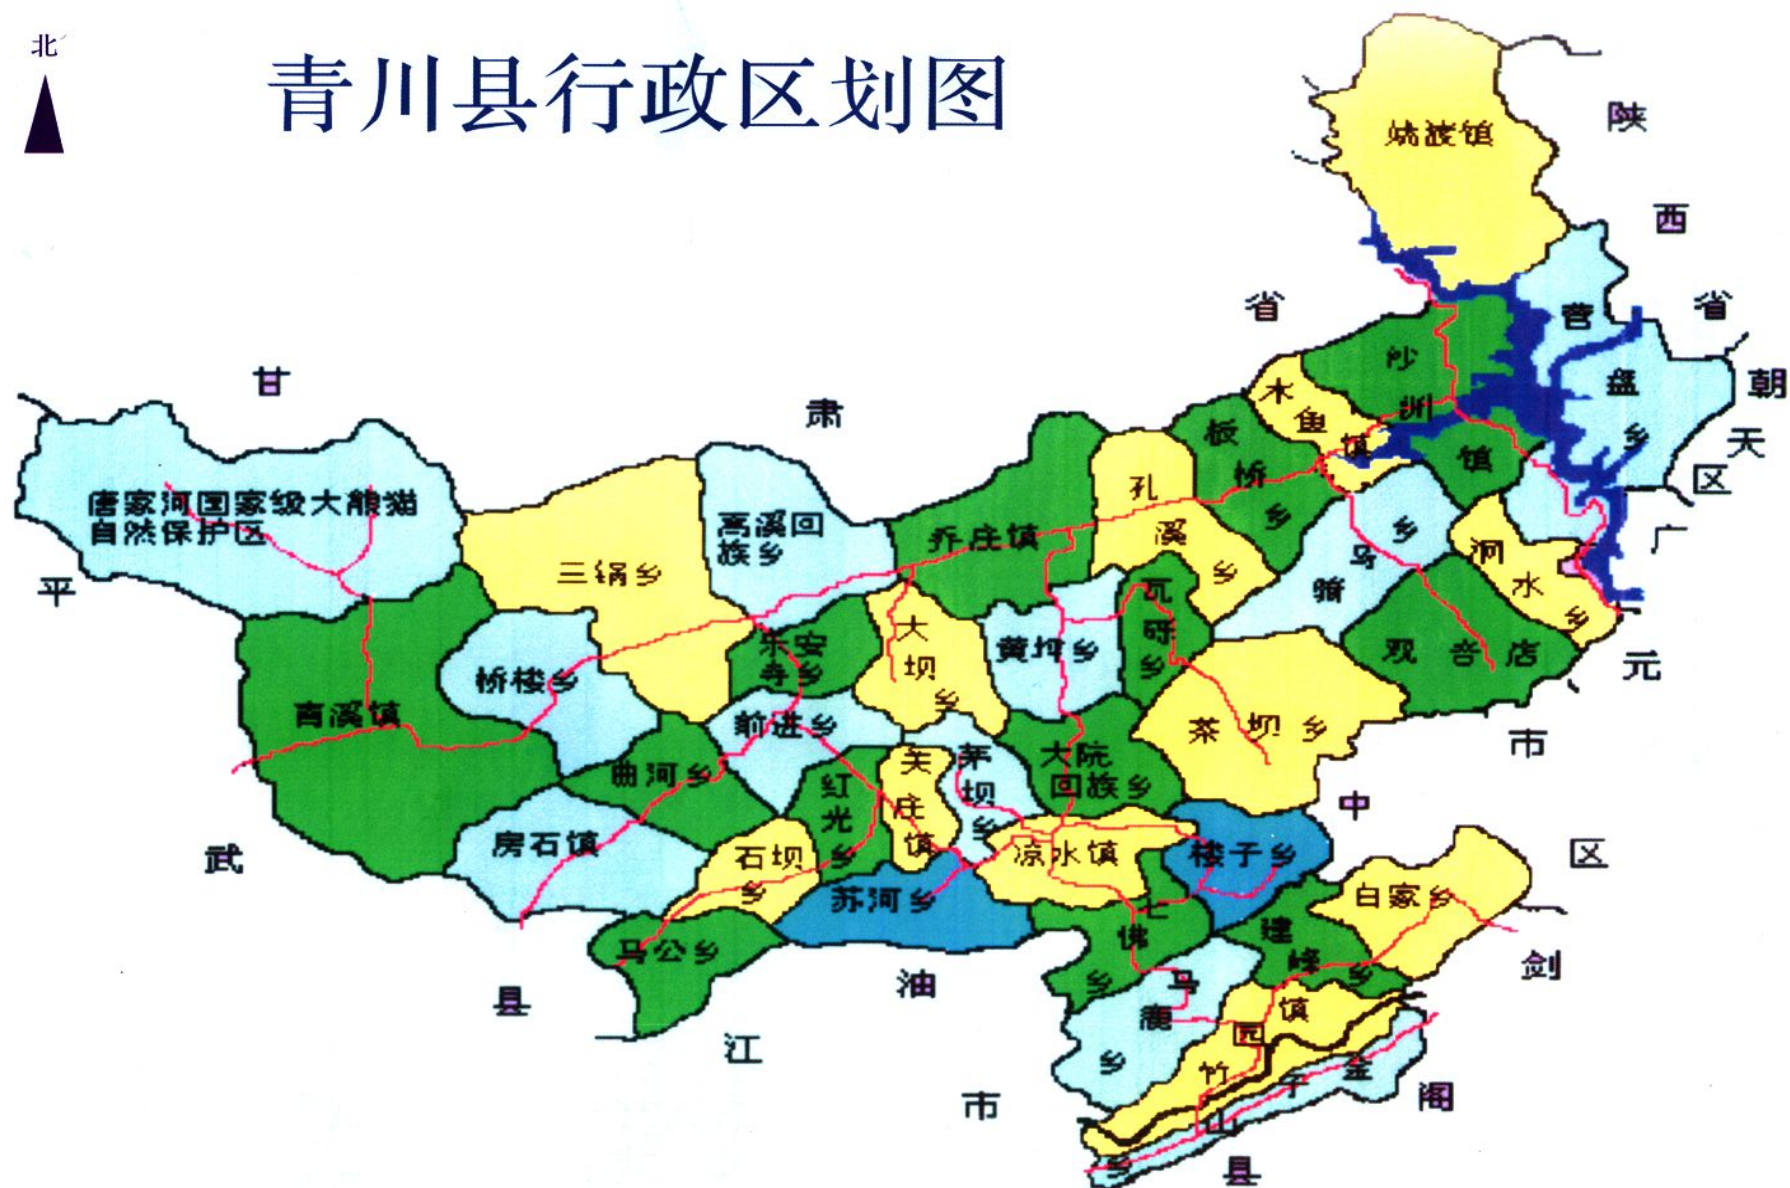 北
青川县行政区划图
姚渡镇
陕西省
甘肃省
平武县
江油市
剑阁县
广元市中区
朝天区
营盘乡
沙洲镇
木鱼镇
板桥乡
孔溪乡
骑马乡
乔庄镇
高溪回
族乡
三锅乡
唐家河国家级大熊猫
自然保护区
青溪镇
桥楼乡
乐安
寺乡
大坝乡
黄坪乡
瓦砾乡
观音店
水
乡
茶坝乡
前进乡
曲河乡
红光乡
关庄镇
茅坝乡
大院
回族乡
房石镇
石坝
乡
苏河乡
凉水镇
楼子乡
七佛乡
建峰乡
白家乡
马公乡
马鹿乡
竹园镇
金子山乡